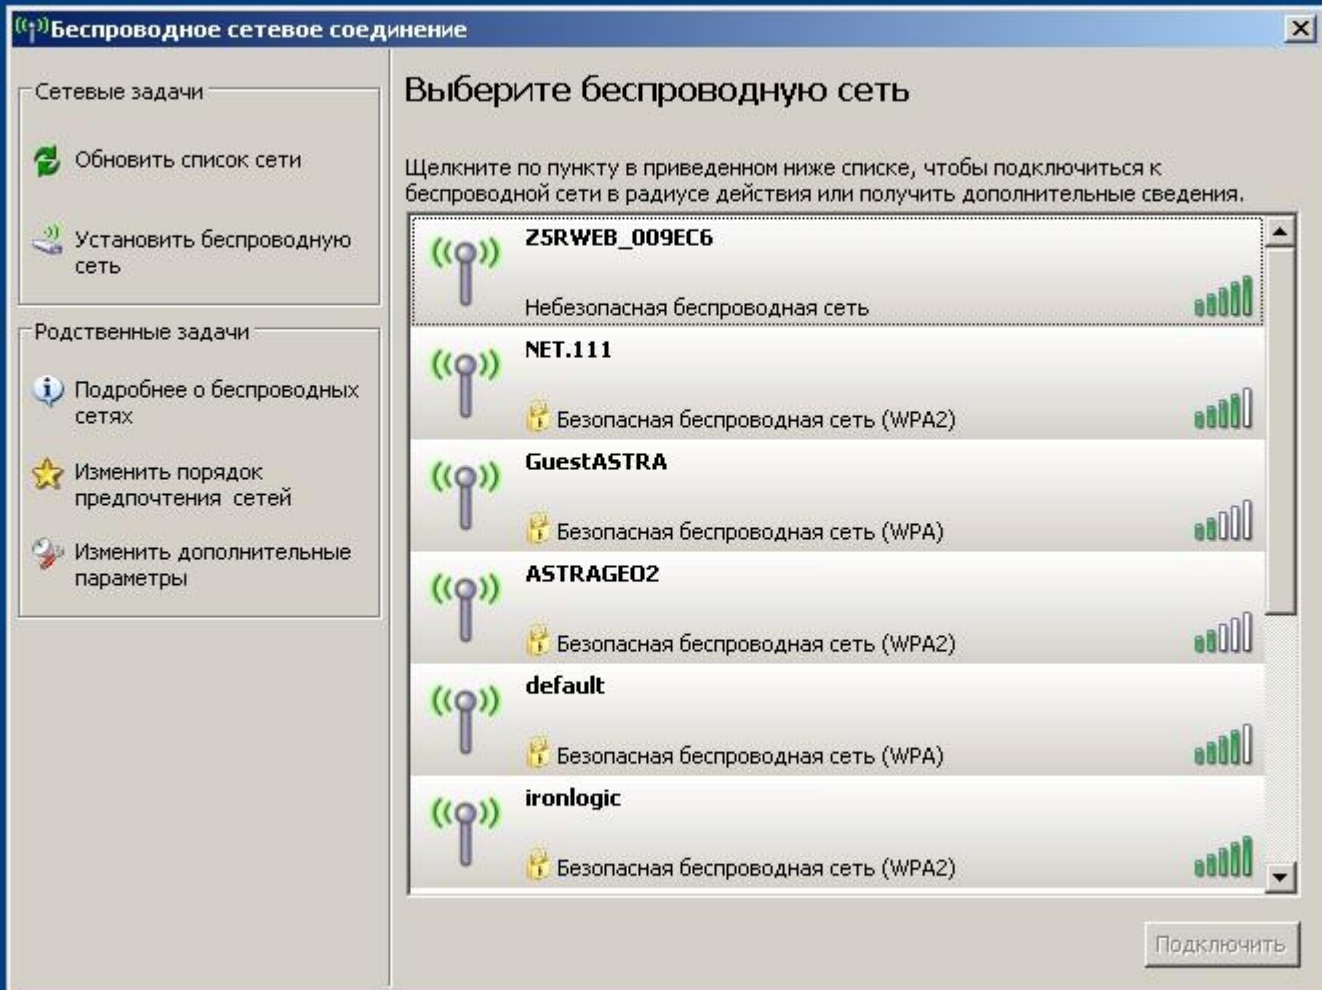 Беспроводное сетевое соединение
Сетевые задачи
Обновить список сети
Установить беспроводную
сеть
Родственные задачи
Подробнее о беспроводных
сетях
Изменить порядок
предпочтения сетей
Изменить дополнительные
параметры
Выберите беспроводную сеть
Щелкните по пункту в приведенном ниже списке, чтобы подключиться к
беспроводной сети в радиусе действия или получить дополнительные сведения.
Z5RWEB_009EC6
Небезопасная беспроводная сеть
NET.111
Безопасная беспроводная сеть (WPA2)
GuestASTRA
Безопасная беспроводная сеть (WPA)
ASTRAGEO2
Безопасная беспроводная сеть (WPA2)
default
Безопасная беспроводная сеть (WPA)
ironlogic
Безопасная беспроводная сеть (WPA2)
Подключить